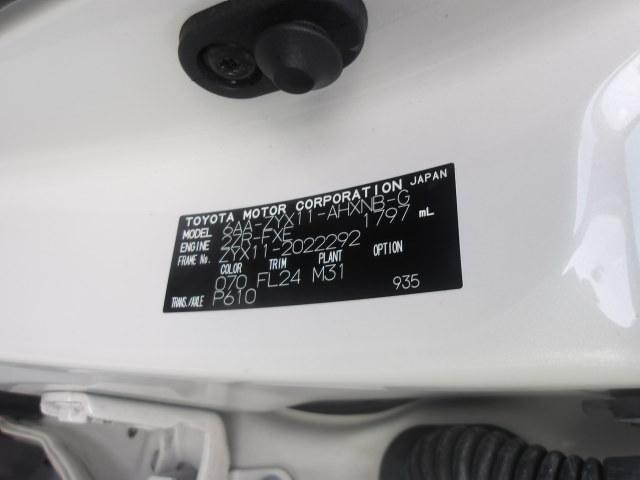 TOYOTA MOTOR CORPORATION JAPAN
MODEL 6AA-ZYX11-AHXNB-G
ENGINE 2ZR-FXE 1797 mL
FRAME No. ZYX11-2022292
COLOR TRIM PLANT OPTION
070 FL24 M31
TRANS./AXLE P610 935